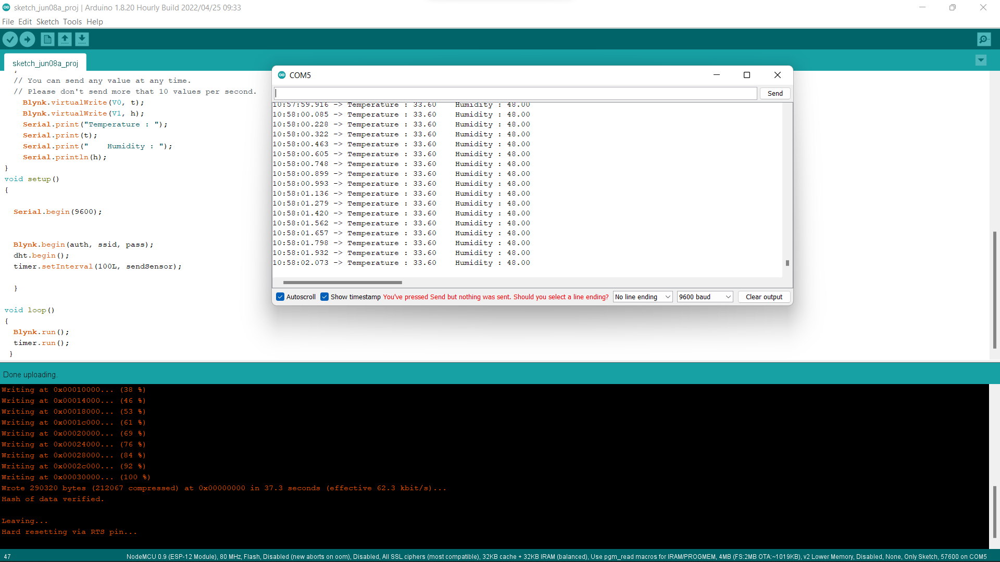 sketch_jun08a_proj | Arduino 1.8.20 Hourly Build 2022/04/25 09:33
File Edit Sketch Tools Help
sketch_jun08a_proj
}
// You can send any value at any time.
// Please don't send more that 10 values per second.
Blynk.virtualWrite(V0, t);
Blynk.virtualWrite(V1, h);
Serial.print("Temperature : ");
Serial.print(t);
Serial.print("    Humidity : ");
Serial.println(h);
}
void setup()
{
Serial.begin(9600);
Blynk.begin(auth, ssid, pass);
dht.begin();
timer.setInterval(100L, sendSensor);
}
void loop()
{
Blynk.run();
timer.run();
}
COM5
Send
10:57:59.916 -> Temperature : 33.60    Humidity : 48.00
10:58:00.085 -> Temperature : 33.60    Humidity : 48.00
10:58:00.228 -> Temperature : 33.60    Humidity : 48.00
10:58:00.322 -> Temperature : 33.60    Humidity : 48.00
10:58:00.463 -> Temperature : 33.60    Humidity : 48.00
10:58:00.605 -> Temperature : 33.60    Humidity : 48.00
10:58:00.748 -> Temperature : 33.60    Humidity : 48.00
10:58:00.899 -> Temperature : 33.60    Humidity : 48.00
10:58:00.993 -> Temperature : 33.60    Humidity : 48.00
10:58:01.136 -> Temperature : 33.60    Humidity : 48.00
10:58:01.279 -> Temperature : 33.60    Humidity : 48.00
10:58:01.420 -> Temperature : 33.60    Humidity : 48.00
10:58:01.562 -> Temperature : 33.60    Humidity : 48.00
10:58:01.657 -> Temperature : 33.60    Humidity : 48.00
10:58:01.798 -> Temperature : 33.60    Humidity : 48.00
10:58:01.932 -> Temperature : 33.60    Humidity : 48.00
10:58:02.073 -> Temperature : 33.60    Humidity : 48.00
Autoscroll Show timestamp You've pressed Send but nothing was sent. Should you select a line ending? No line ending 9600 baud Clear output
Done uploading.
Writing at 0x00010000... (38 %)
Writing at 0x00014000... (46 %)
Writing at 0x00018000... (53 %)
Writing at 0x0001c000... (61 %)
Writing at 0x00020000... (69 %)
Writing at 0x00024000... (76 %)
Writing at 0x00028000... (84 %)
Writing at 0x0002c000... (92 %)
Writing at 0x00030000... (100 %)
Wrote 290320 bytes (212067 compressed) at 0x00000000 in 37.3 seconds (effective 62.3 kbit/s)...
Hash of data verified.
Leaving...
Hard resetting via RTS pin...
47 NodeMCU 0.9 (ESP-12 Module), 80 MHz, Flash, Disabled (new aborts on oom), Disabled, All SSL ciphers (most compatible), 32KB cache + 32KB IRAM (balanced), Use pgm_read macros for IRAM/PROGMEM, 4MB (FS:2MB OTA:~1019KB), v2 Lower Memory, Disabled, None, Only Sketch, 57600 on COM5